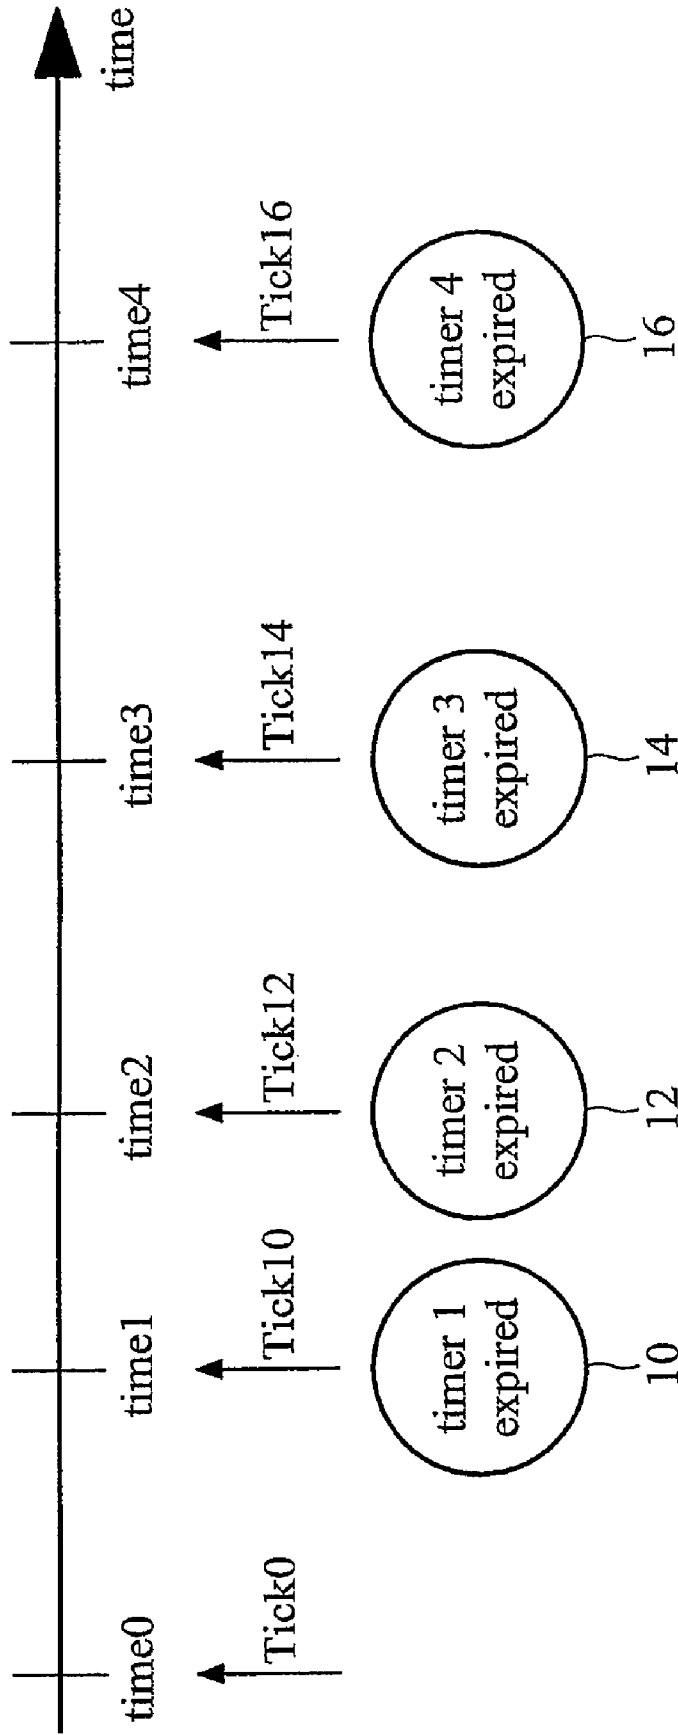 time
time0
time1
time2
time3
time4
Tick0
Tick10
Tick12
Tick14
Tick16
timer 1
expired
timer 2
expired
timer 3
expired
timer 4
expired
10
12
14
16